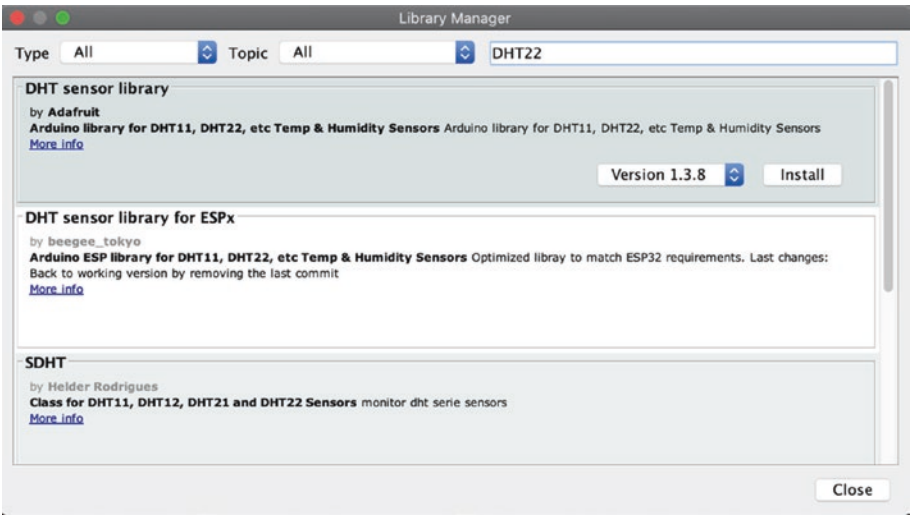 Library Manager
Type All Topic All DHT22
DHT sensor library
by Adafruit
Arduino library for DHT11, DHT22, etc Temp & Humidity Sensors Arduino library for DHT11, DHT22, etc Temp & Humidity Sensors
More info
Version 1.3.8 Install
DHT sensor library for ESPx
by beegee_tokyo
Arduino ESP library for DHT11, DHT22, etc Temp & Humidity Sensors Optimized libray to match ESP32 requirements. Last changes:
Back to working version by removing the last commit
More info
SDHT
by Helder Rodrigues
Class for DHT11, DHT12, DHT21 and DHT22 Sensors monitor dht serie sensors
More info
Close